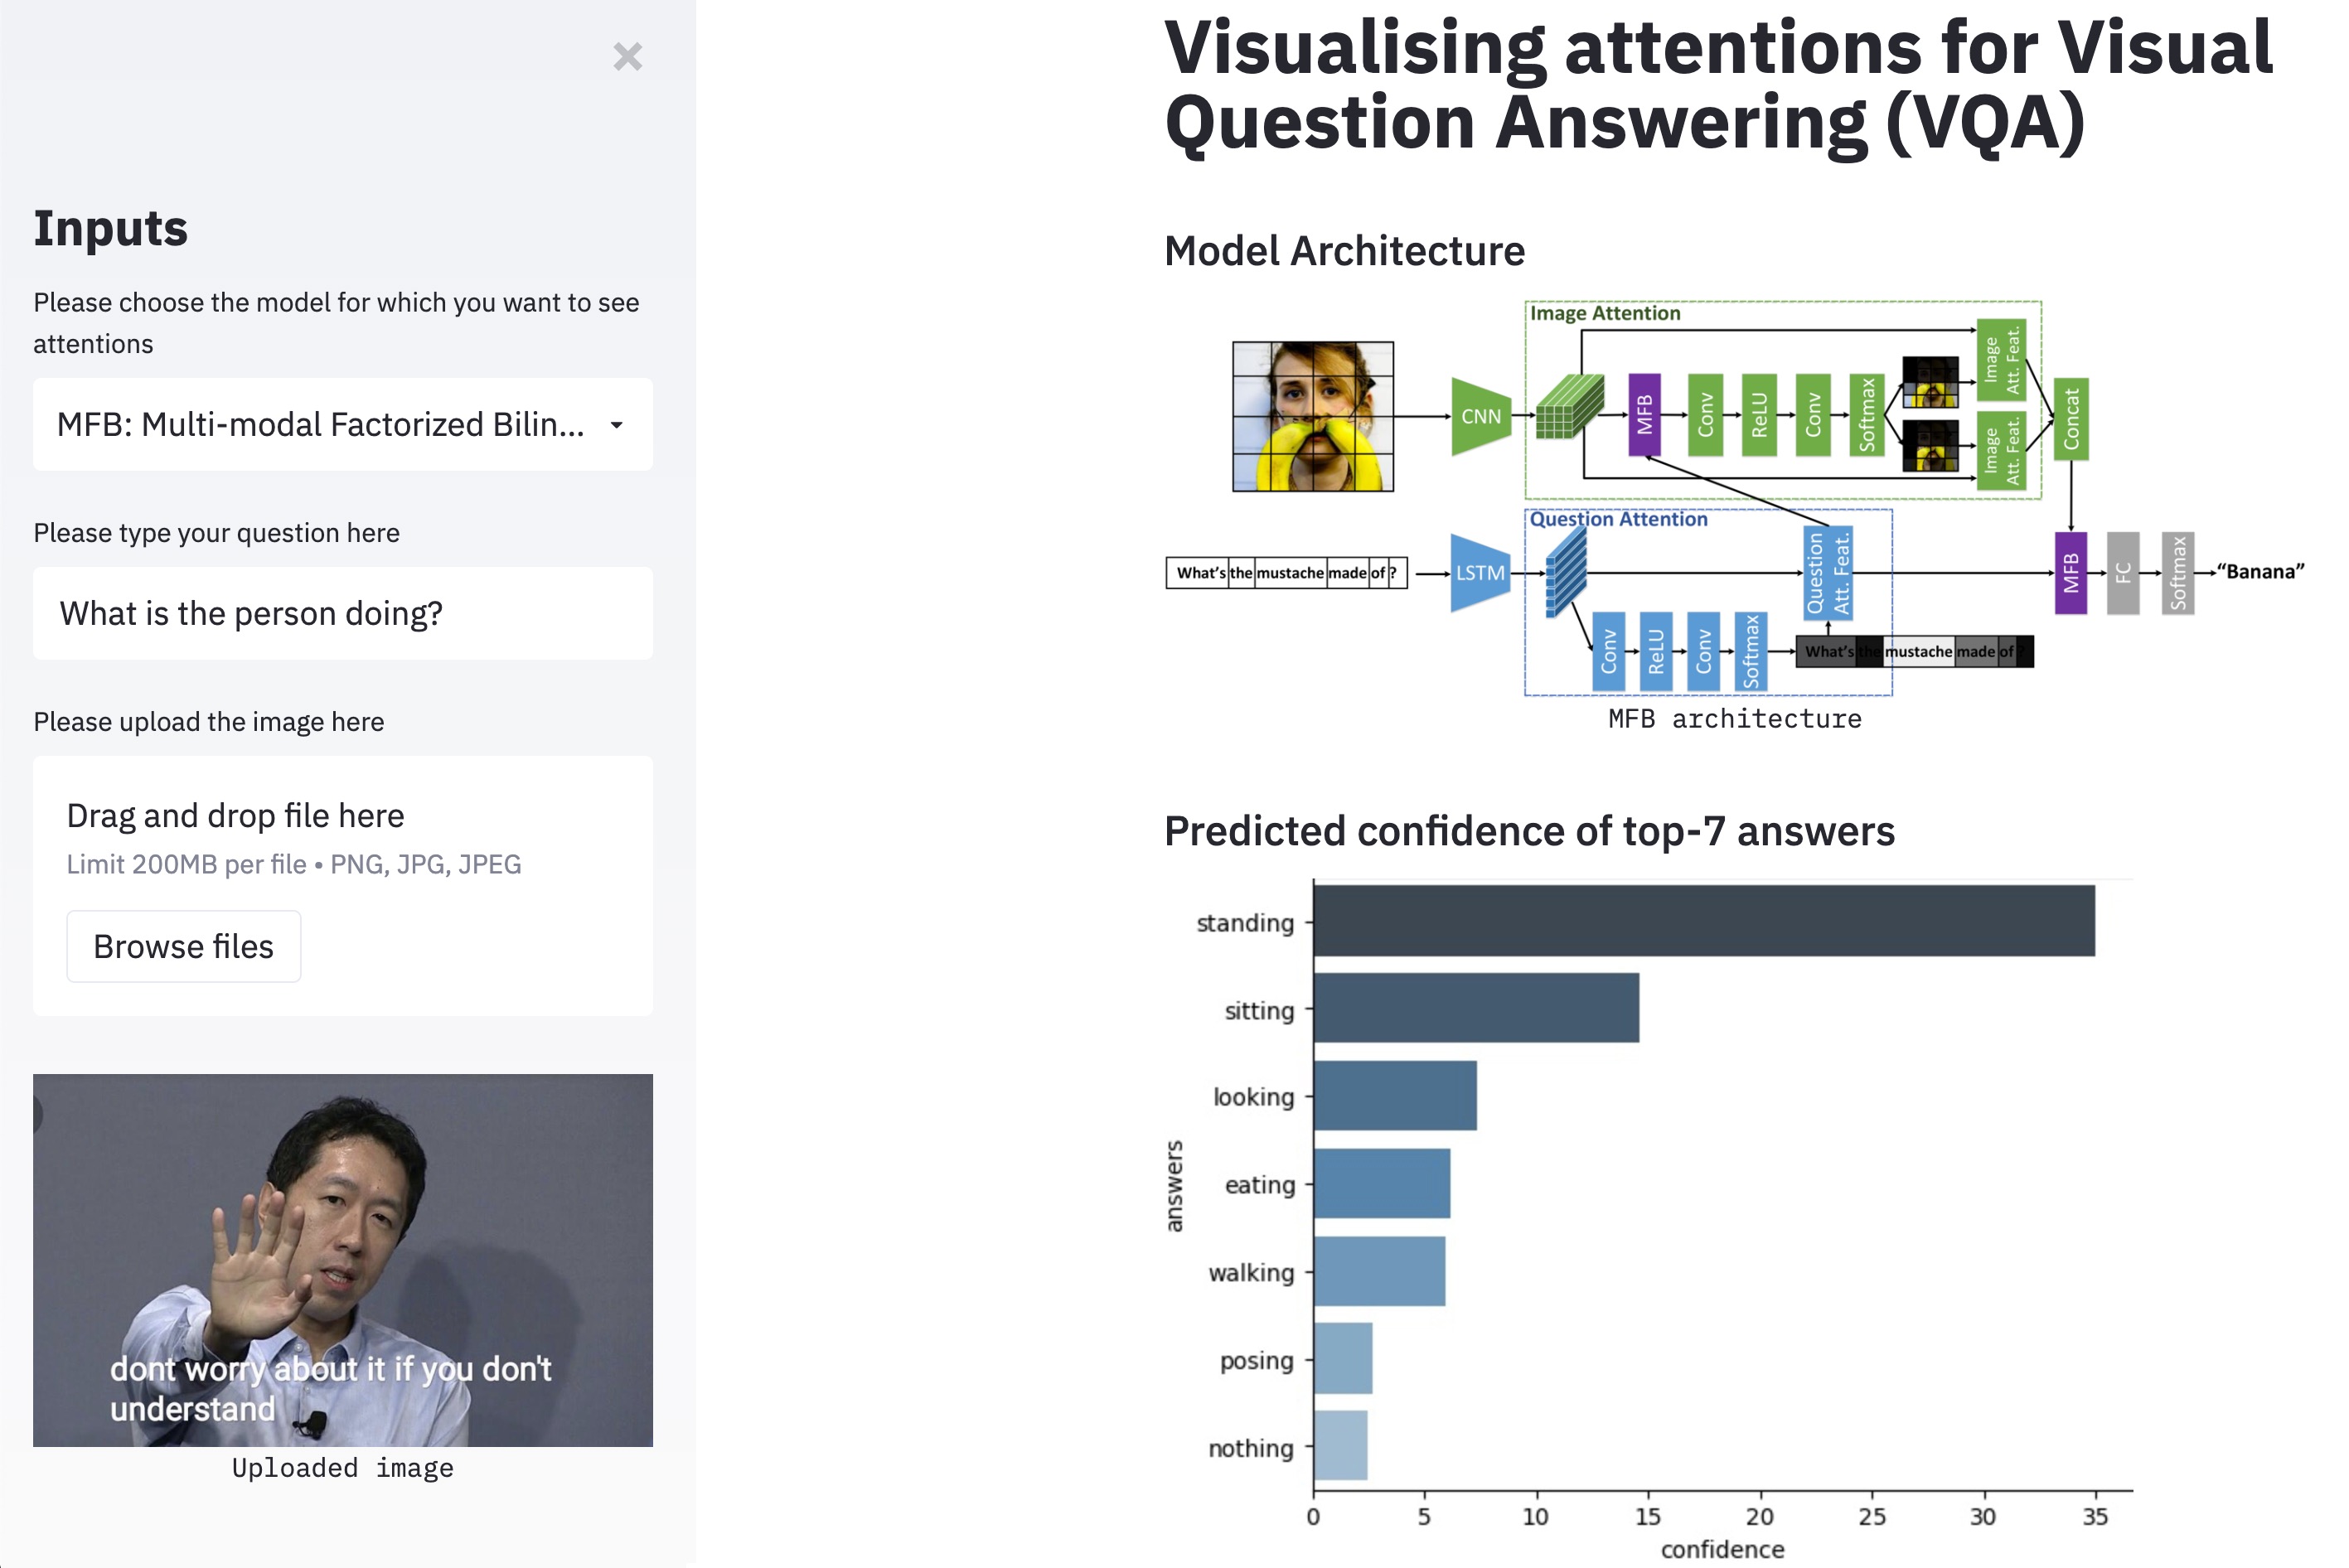 Inputs
Please choose the model for which you want to see
attentions
MFB: Multi-modal Factorized Bilin...
Please type your question here
What is the person doing?
Please upload the image here
Drag and drop file here
Limit 200MB per file • PNG, JPG, JPEG
Browse files
dont worry about it if you don't
understand
Uploaded image
Visualising attentions for Visual
Question Answering (VQA)
Model Architecture
Image Attention
CNN
MFB
Conv
ReLU
Conv
Softmax
Image
Att. Feat.
Image
Att. Feat.
Concat
Question Attention
What's the mustache made of ?
LSTM
Question
Att. Feat.
MFB
FC
Softmax
“Banana”
Conv
ReLU
Conv
Softmax
What's the mustache made of ?
MFB architecture
Predicted confidence of top-7 answers
answers
standing
sitting
looking
eating
walking
posing
nothing
0 5 10 15 20 25 30 35
confidence